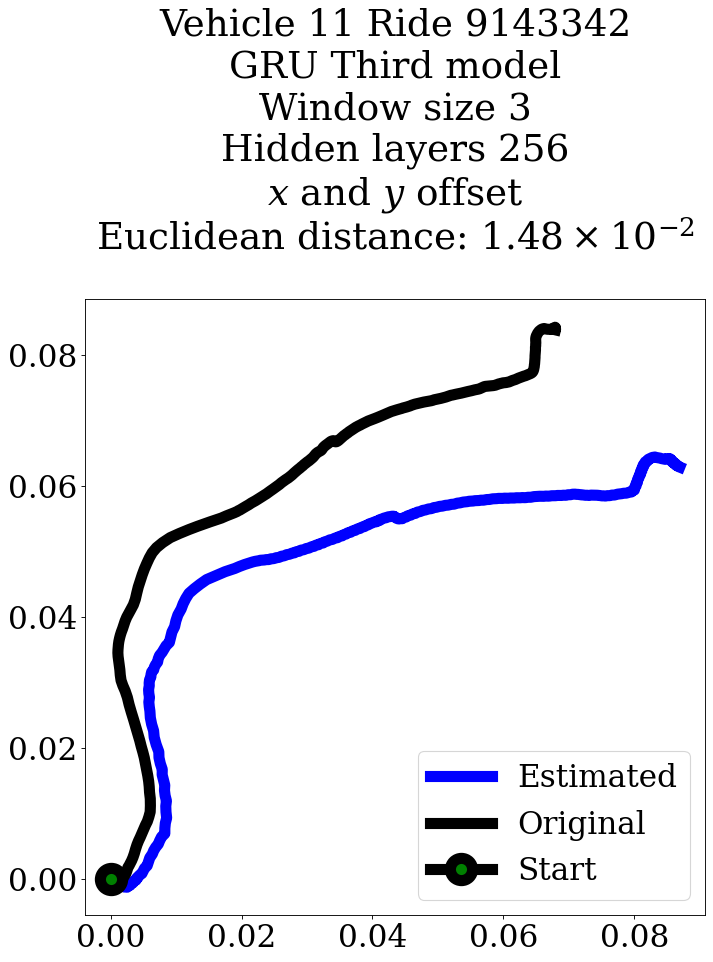 Vehicle 11 Ride 9143342
GRU Third model
Window size 3
Hidden layers 256
x and y offset
Euclidean distance: 1.48 × 10⁻²
0.08
0.06
0.04
0.02
0.00
Estimated
Original
Start
0.00 0.02 0.04 0.06 0.08